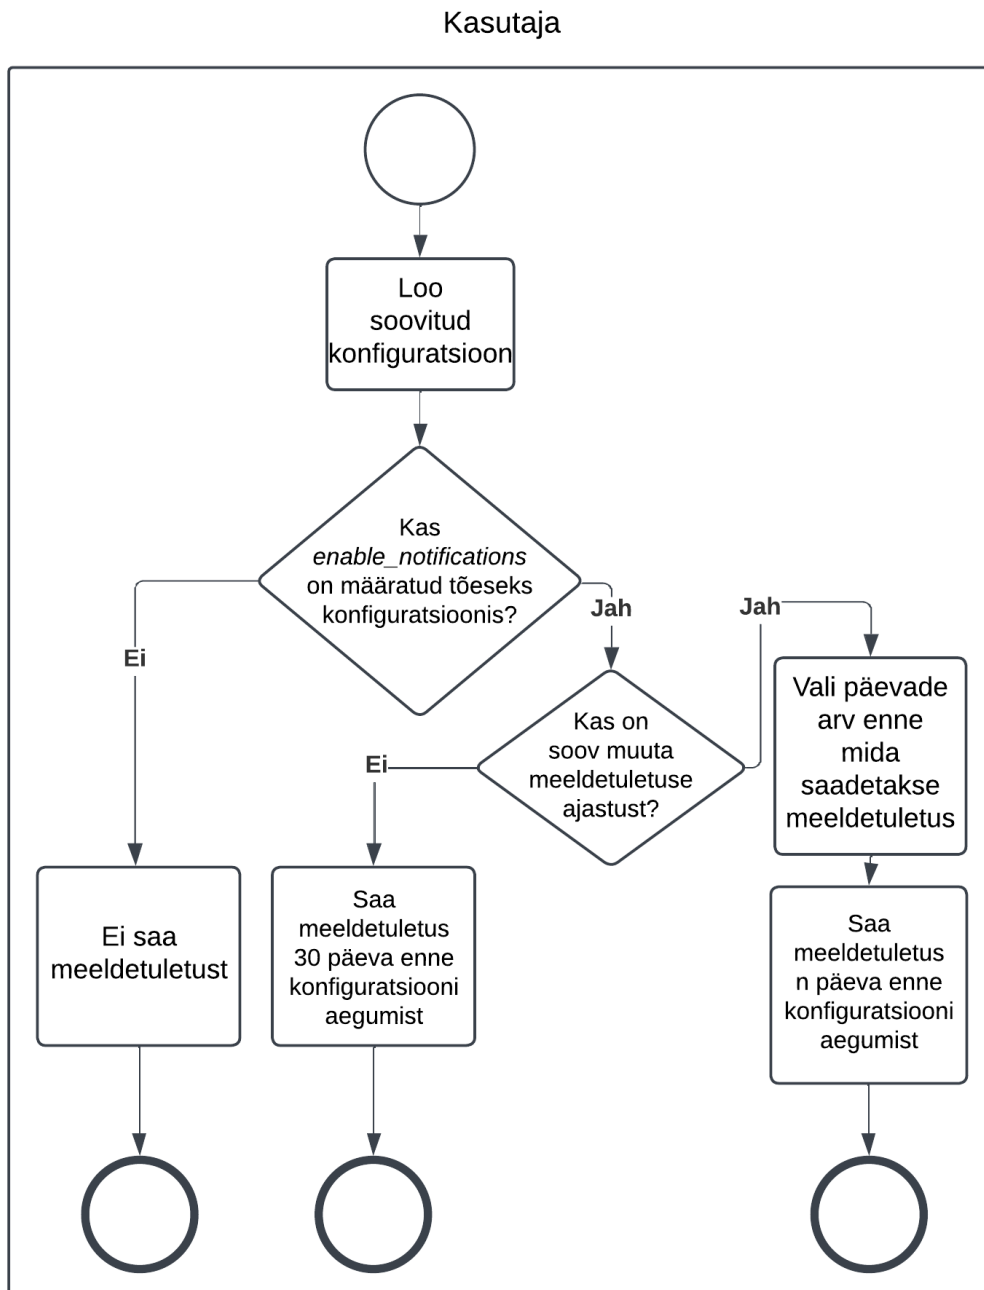 Kasutaja
Loo
soovitud
konfiguratsioon
Kas
enable_notifications
on määratud tõeseks
konfiguratsioonis?
Ei
Jah
Kas on
soov muuta
meeldetuletuse
ajastust?
Ei
Jah
Vali päevade
arv enne
mida
saadetakse
meeldetuletus
Ei saa
meeldetuletust
Saa
meeldetuletus
30 päeva enne
konfiguratsiooni
aegumist
Saa
meeldetuletus
n päeva enne
konfiguratsiooni
aegumist